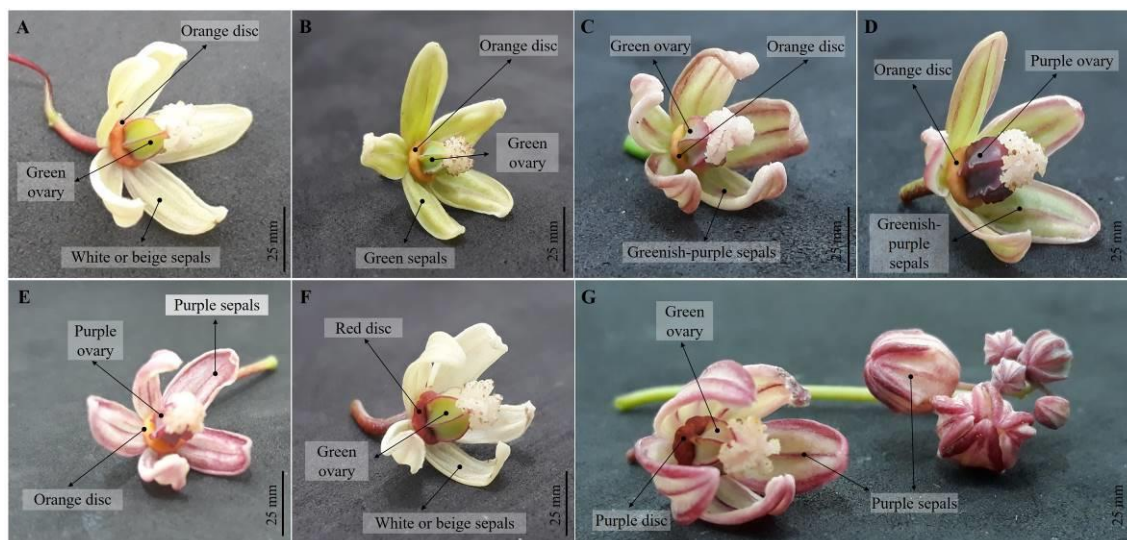 A
Orange disc
Green
ovary
White or beige sepals
25 mm
B
Orange disc
Green
ovary
Green sepals
25 mm
C
Green ovary
Orange disc
Greenish-purple sepals
25 mm
D
Orange disc
Purple ovary
Greenish-
purple
sepals
25 mm
E
Purple sepals
Purple
ovary
Orange disc
25 mm
F
Red disc
Green
ovary
White or beige sepals
25 mm
G
Green
ovary
Purple disc
Purple sepals
25 mm